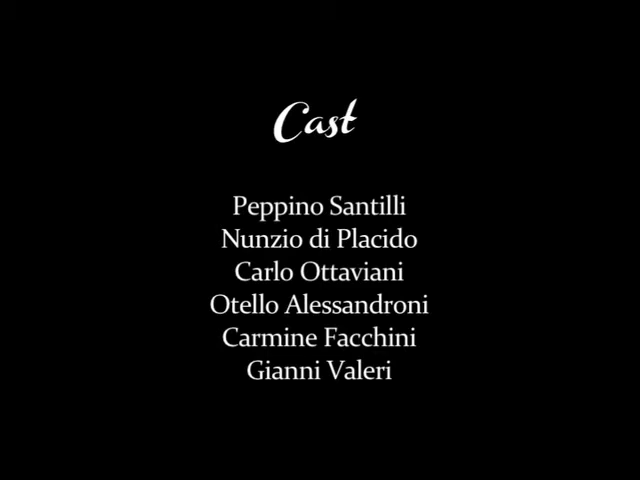 Cast
Peppino Santilli
Nunzio di Placido
Carlo Ottaviani
Otello Alessandroni
Carmine Facchini
Gianni Valeri